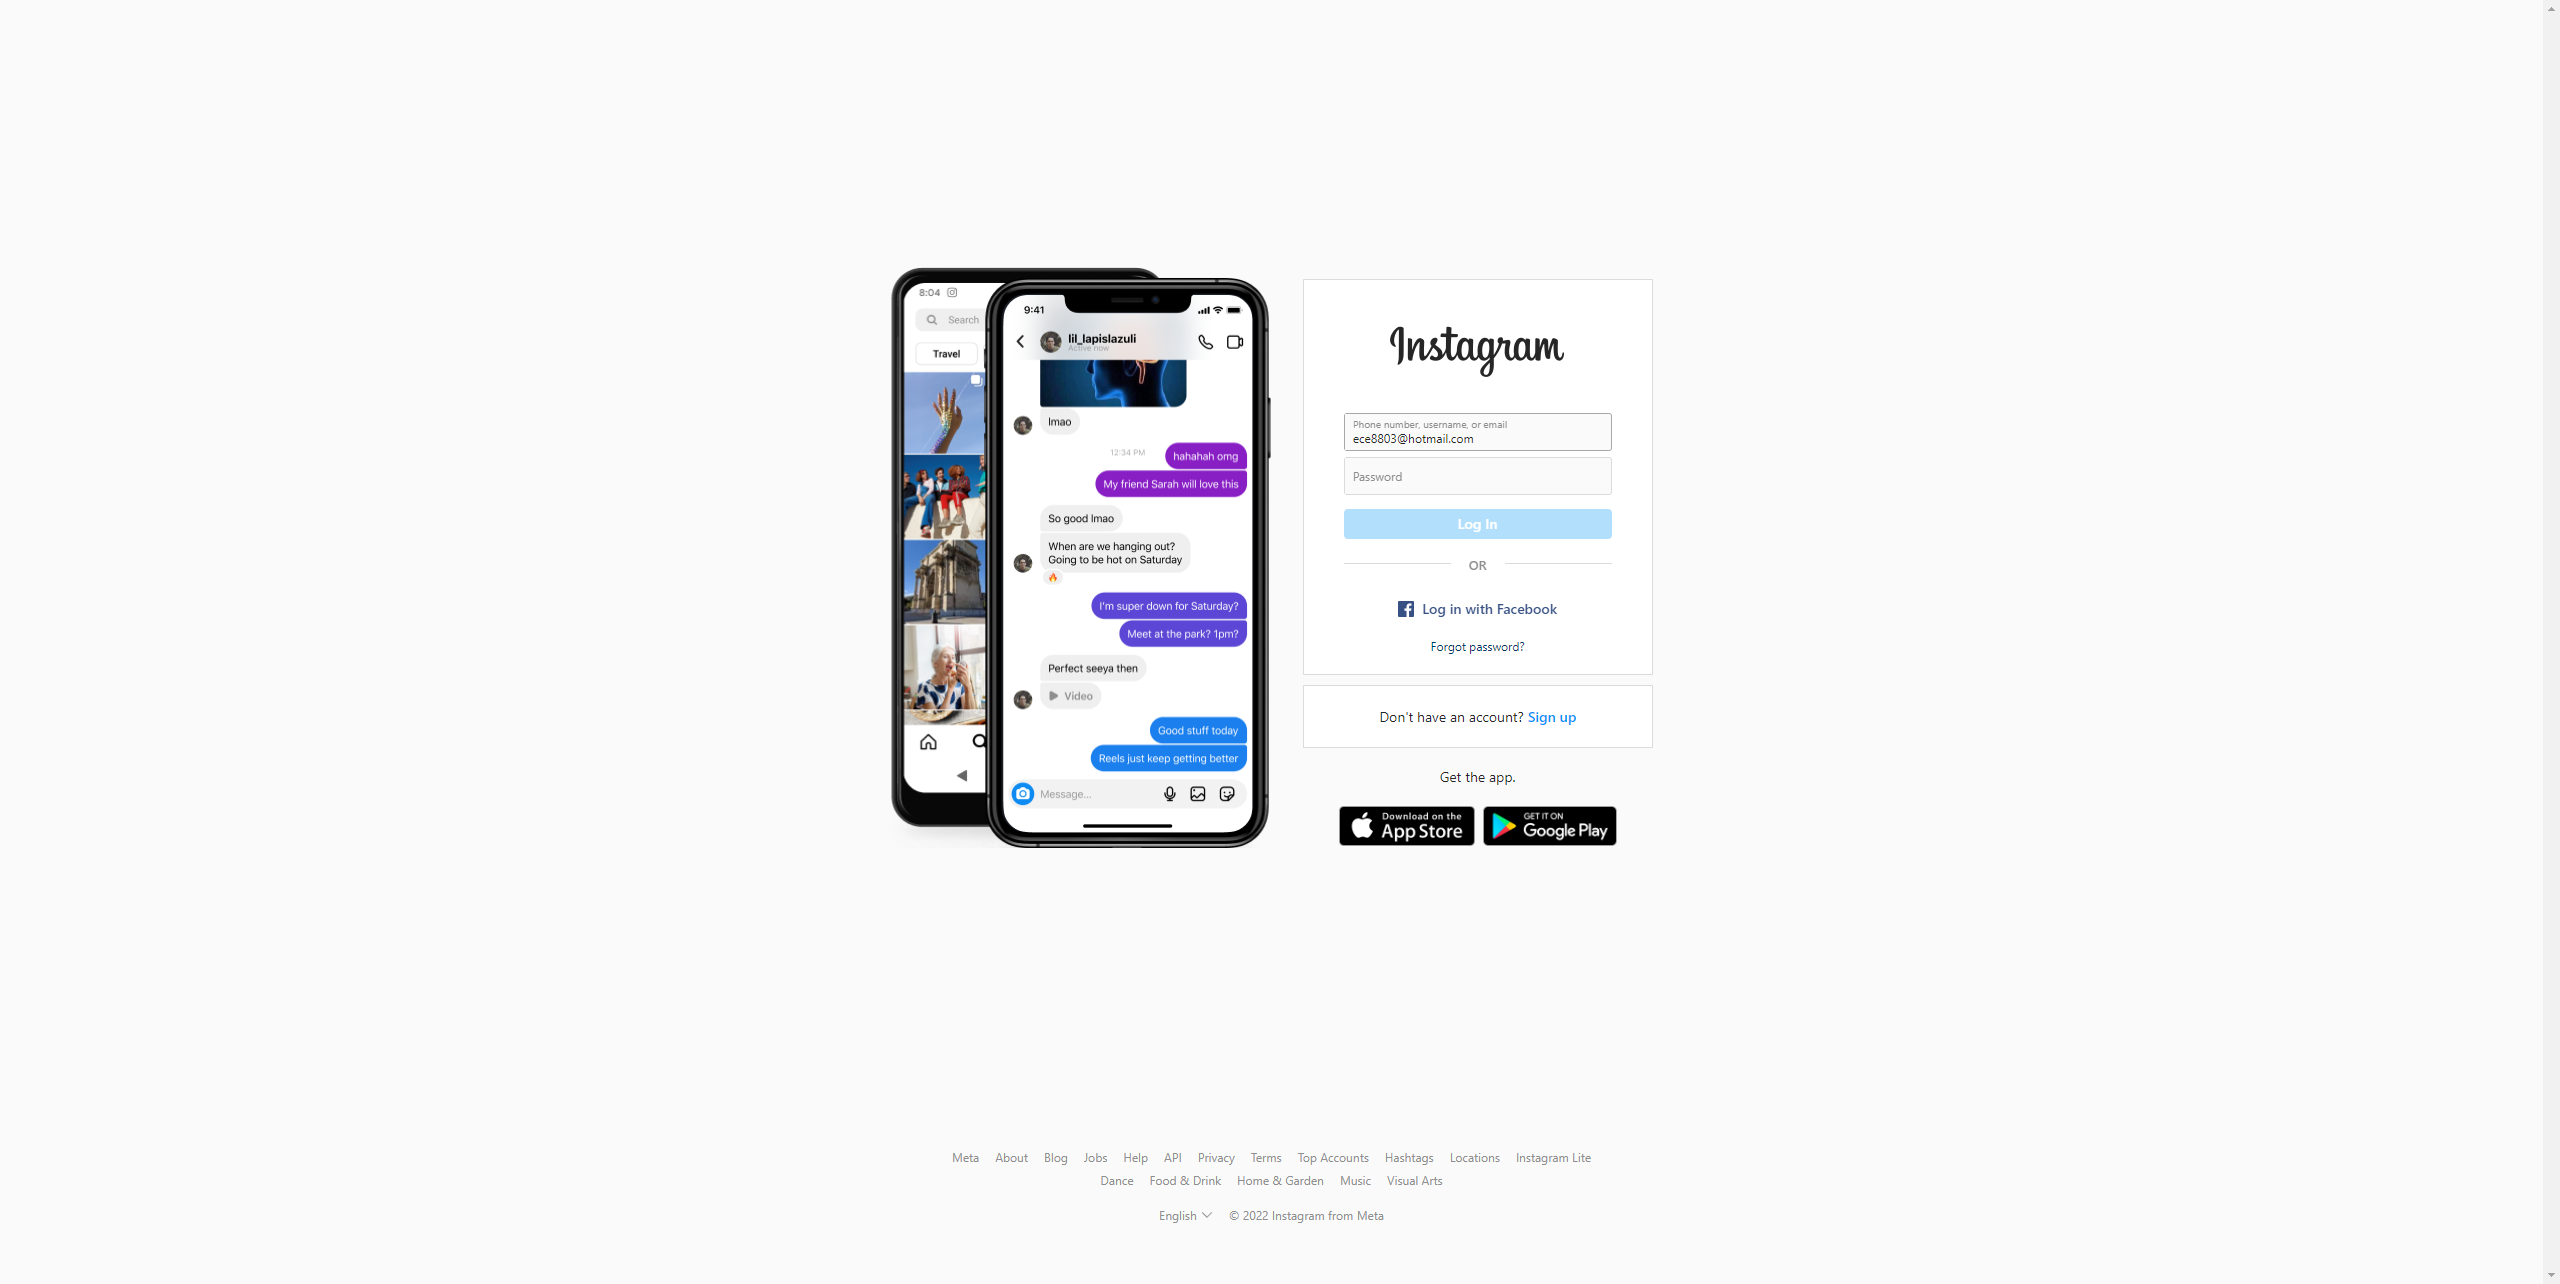 8:04
Search
Travel
9:41
lil_lapislazuli
Active now
lmao
12:34 PM
hahahah omg
My friend Sarah will love this
So good lmao
When are we hanging out?
Going to be hot on Saturday
I'm super down for Saturday?
Meet at the park? 1pm?
Perfect seeya then
Video
Good stuff today
Reels just keep getting better
Message...
Instagram
Phone number, username, or email
ece8803@hotmail.com
Password
Log In
OR
Log in with Facebook
Forgot password?
Don't have an account? Sign up
Get the app.
Download on the
App Store
GET IT ON
Google Play
Meta About Blog Jobs Help API Privacy Terms Top Accounts Hashtags Locations Instagram Lite
Dance Food & Drink Home & Garden Music Visual Arts
English © 2022 Instagram from Meta